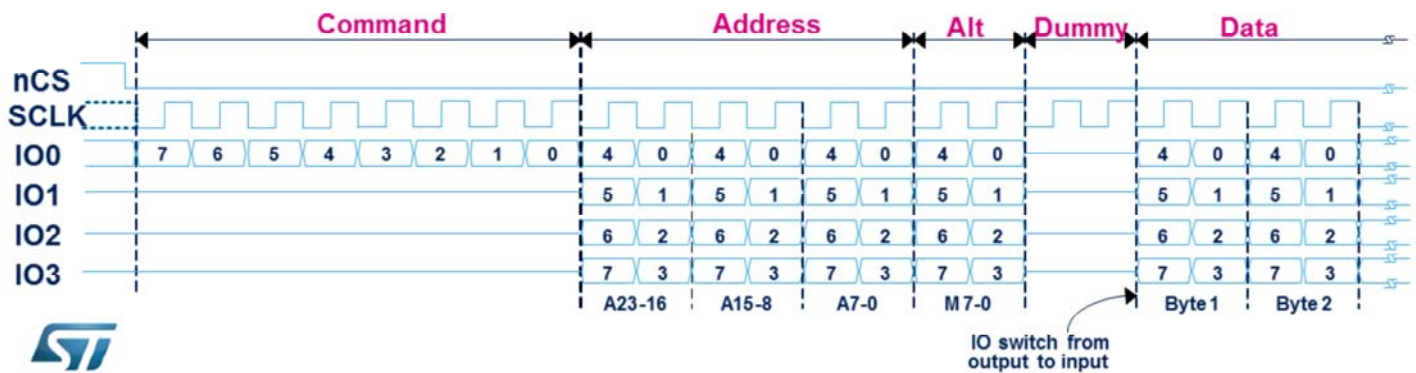 Command Address Alt Dummy Data
nCS
SCLK
IO0 7 6 5 4 3 2 1 0 4 0 4 0 4 0 4 0 4 0 4 0
IO1 5 1 5 1 5 1 5 1 5 1 5 1
IO2 6 2 6 2 6 2 6 2 6 2 6 2
IO3 7 3 7 3 7 3 7 3 7 3 7 3
A23-16 A15-8 A7-0 M7-0 Byte 1 Byte 2
IO switch from
output to input
ST